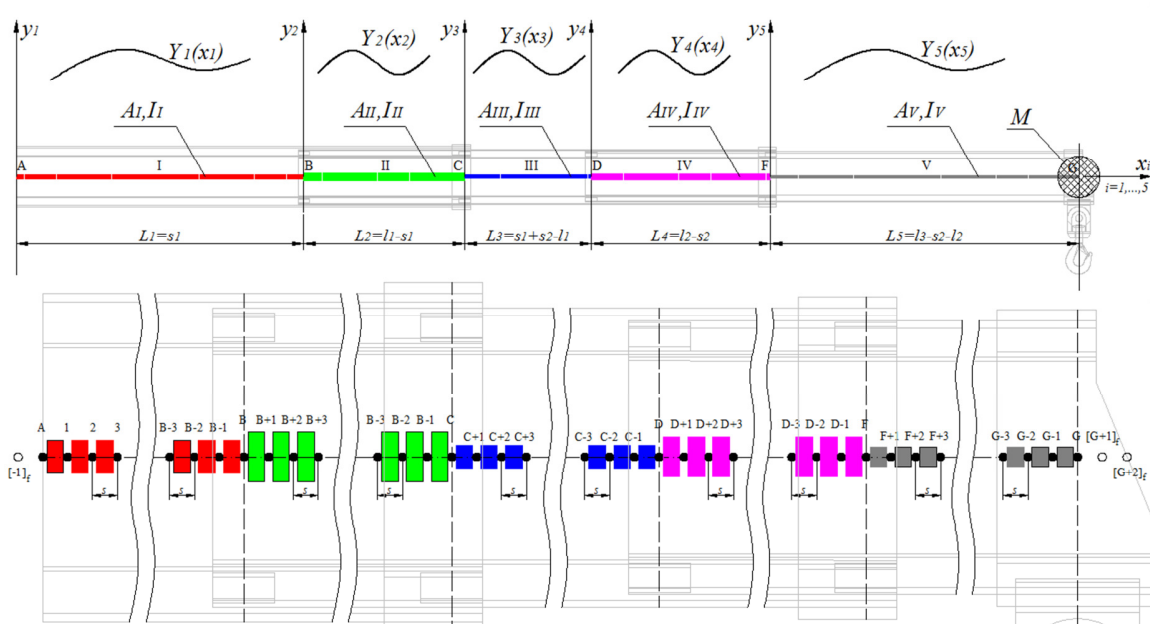 y1 y2 y3 y4 y5
Y1(x1) Y2(x2) Y3(x3) Y4(x4) Y5(x5)
AI,II AII,III AIII,IIII AIV,IIV AV,IV M
A I B II C III D IV F V G xi
i=1,...,5
L1=s1 L2=l1-s1 L3=s1+s2-l1 L4=l2-s2 L5=l3-s2-l2
A 1 2 3 B-3 B-2 B-1 B B+1 B+2 B+3 B-3 B-2 B-1 C C+1 C+2 C+3 C-3 C-2 C-1 D D+1 D+2 D+3 D-3 D-2 D-1 F F+1 F+2 F+3 G-3 G-2 G-1 G [G+1]f
[-1]f [G+2]f
s s s s s s s s s s